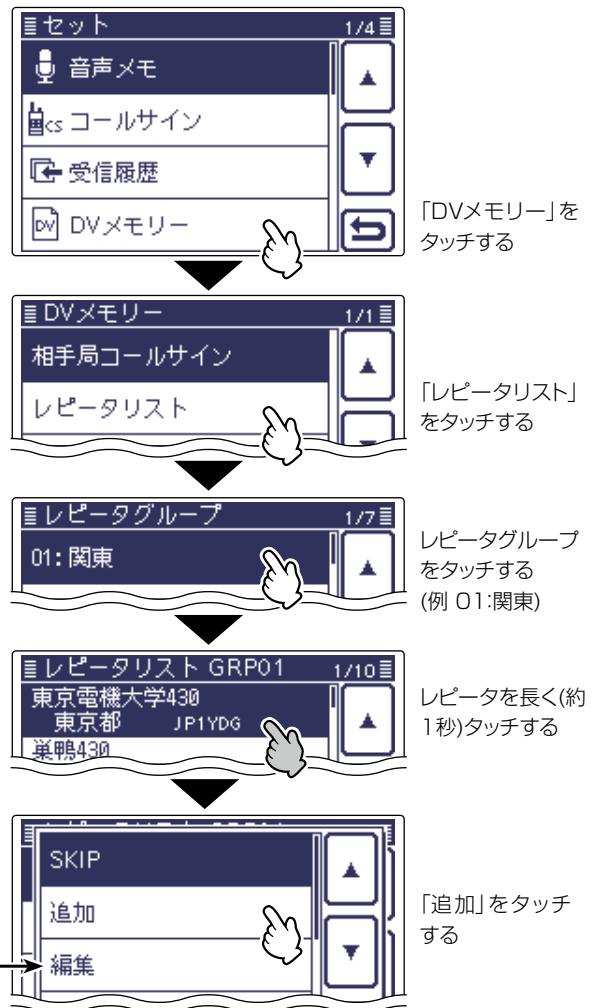 セット 1/4
音声メモ
CS コールサイン
受信履歴
DV DVメモリー
「DVメモリー」を
タッチする
DVメモリー 1/1
相手局コールサイン
レピータリスト
「レピータリスト」
をタッチする
レピータグループ 1/7
01:関東
レピータグループ
をタッチする
(例 01:関東)
レピータリスト GRP01 1/10
東京電機大学430
東京都 JP1YDG
巣鴨430
レピータを長く(約
1秒)タッチする
SKIP
追加
編集
「追加」をタッチ
する